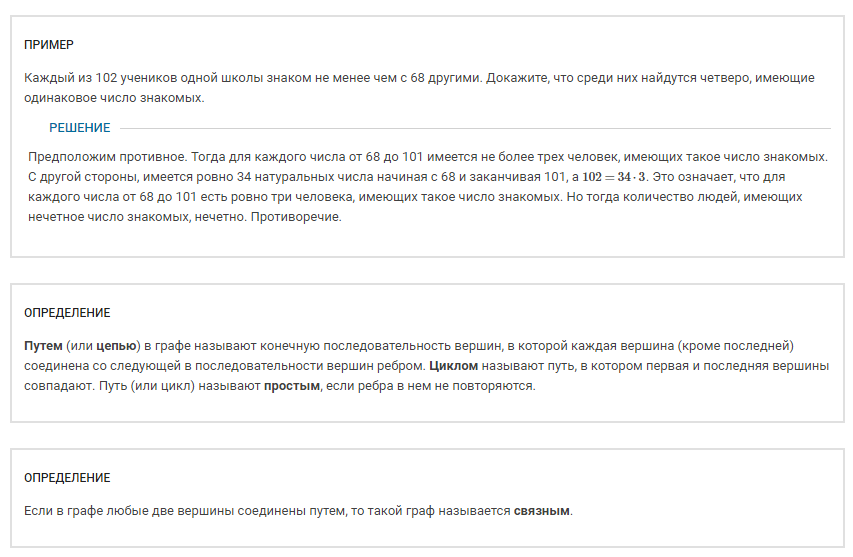 ПРИМЕР
Каждый из 102 учеников одной школы знаком не менее чем с 68 другими. Докажите, что среди них найдутся четверо, имеющие
одинаковое число знакомых.
РЕШЕНИЕ
Предположим противное. Тогда для каждого числа от 68 до 101 имеется не более трех человек, имеющих такое число знакомых.
С другой стороны, имеется ровно 34 натуральных числа начиная с 68 и заканчивая 101, а 102 = 34 · 3. Это означает, что для
каждого числа от 68 до 101 есть ровно три человека, имеющих такое число знакомых. Но тогда количество людей, имеющих
нечетное число знакомых, нечетно. Противоречие.
ОПРЕДЕЛЕНИЕ
Путем (или цепью) в графе называют конечную последовательность вершин, в которой каждая вершина (кроме последней)
соединена со следующей в последовательности вершин ребром. Циклом называют путь, в котором первая и последняя вершины
совпадают. Путь (или цикл) называют простым, если ребра в нем не повторяются.
ОПРЕДЕЛЕНИЕ
Если в графе любые две вершины соединены путем, то такой граф называется связным.